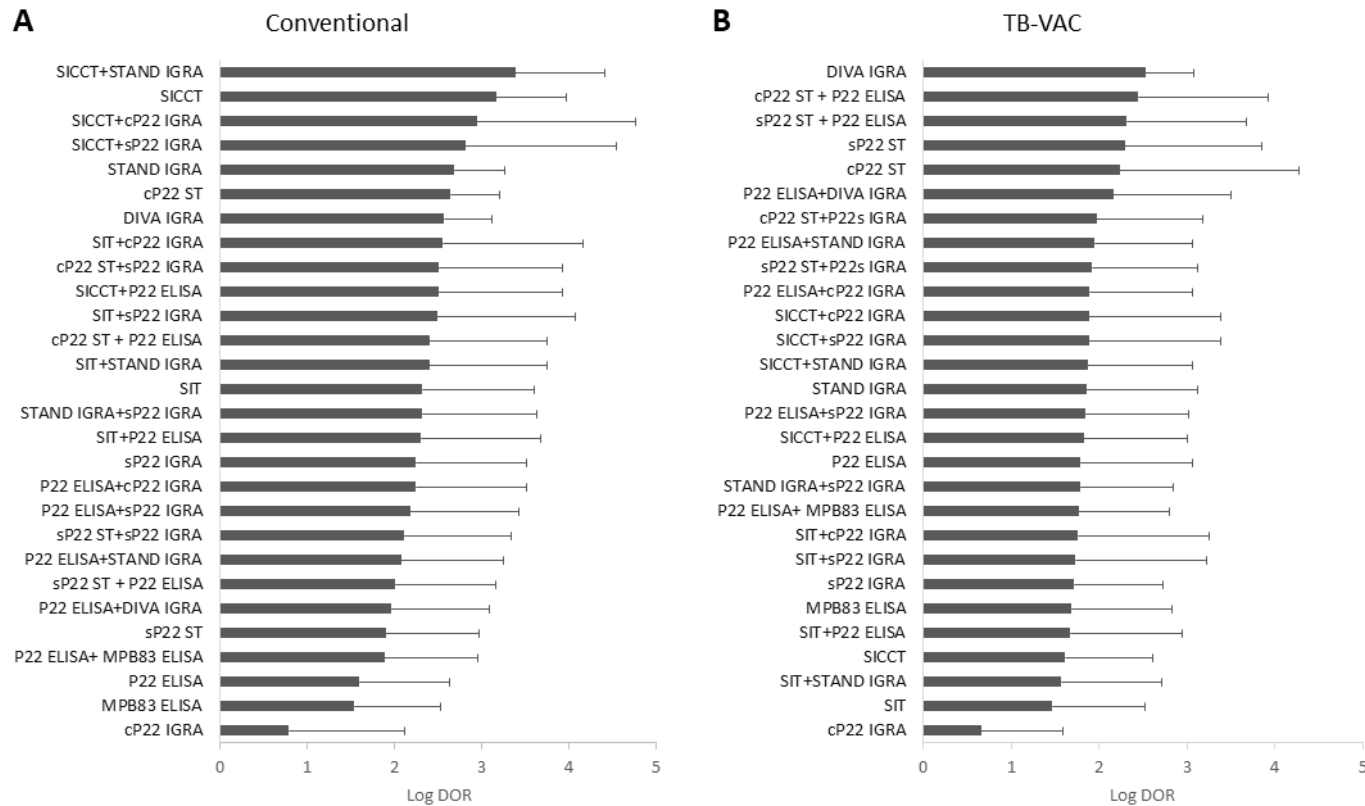 A
Conventional
SICCT+STAND IGRA
SICCT
SICCT+cP22 IGRA
SICCT+sP22 IGRA
STAND IGRA
cP22 ST
DIVA IGRA
SIT+cP22 IGRA
cP22 ST+sP22 IGRA
SICCT+P22 ELISA
SIT+sP22 IGRA
cP22 ST + P22 ELISA
SIT+STAND IGRA
SIT
STAND IGRA+sP22 IGRA
SIT+P22 ELISA
sP22 IGRA
P22 ELISA+cP22 IGRA
P22 ELISA+sP22 IGRA
sP22 ST+sP22 IGRA
P22 ELISA+STAND IGRA
sP22 ST + P22 ELISA
P22 ELISA+DIVA IGRA
sP22 ST
P22 ELISA+ MPB83 ELISA
P22 ELISA
MPB83 ELISA
cP22 IGRA
0 1 2 3 4 5
Log DOR
B
TB-VAC
DIVA IGRA
cP22 ST + P22 ELISA
sP22 ST + P22 ELISA
sP22 ST
cP22 ST
P22 ELISA+DIVA IGRA
cP22 ST+P22s IGRA
P22 ELISA+STAND IGRA
sP22 ST+P22s IGRA
P22 ELISA+cP22 IGRA
SICCT+cP22 IGRA
SICCT+sP22 IGRA
SICCT+STAND IGRA
STAND IGRA
P22 ELISA+sP22 IGRA
SICCT+P22 ELISA
P22 ELISA
STAND IGRA+sP22 IGRA
P22 ELISA+ MPB83 ELISA
SIT+cP22 IGRA
SIT+sP22 IGRA
sP22 IGRA
MPB83 ELISA
SIT+P22 ELISA
SICCT
SIT+STAND IGRA
SIT
cP22 IGRA
0 1 2 3 4 5
Log DOR